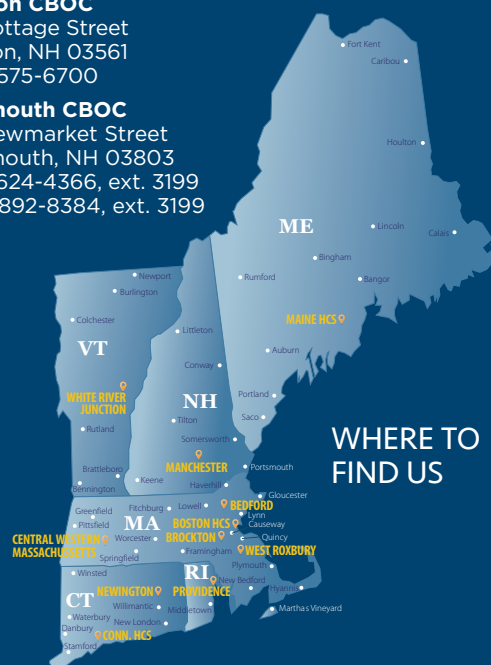 on CBOC
ottage Street
on, NH 03561
575-6700
mouth CBOC
ewmarket Street
mouth, NH 03803
624-4366, ext. 3199
892-8384, ext. 3199
Fort Kent
Caribou
Houlton
ME
Lincoln
Calais
Bingham
Newport
Rumford
Bangor
Burlington
Colchester
MAINE HCS
Littleton
VT
Auburn
Conway
WHITE RIVER
JUNCTION
Portland
NH
Saco
Tilton
Rutland
Somersworth
WHERE TO
FIND US
MANCHESTER
Portsmouth
Brattleboro
Keene
Haverhill
Bennington
Gloucester
Fitchburg
Lowell
BEDFORD
Greenfield
Lynn
MA
BOSTON HCS
Causeway
Pittsfield
BROCKTON
Quincy
CENTRAL WESTERN
MASSACHUSETTS
Worcester
Framingham
WEST ROXBURY
Springfield
Plymouth
Winsted
RI
New Bedford
NEWINGTON
PROVIDENCE
Hyannis
CT
Willimantic
Middletown
Marthas Vineyard
Waterbury
New London
Danbury
CONN. HCS
Stamford